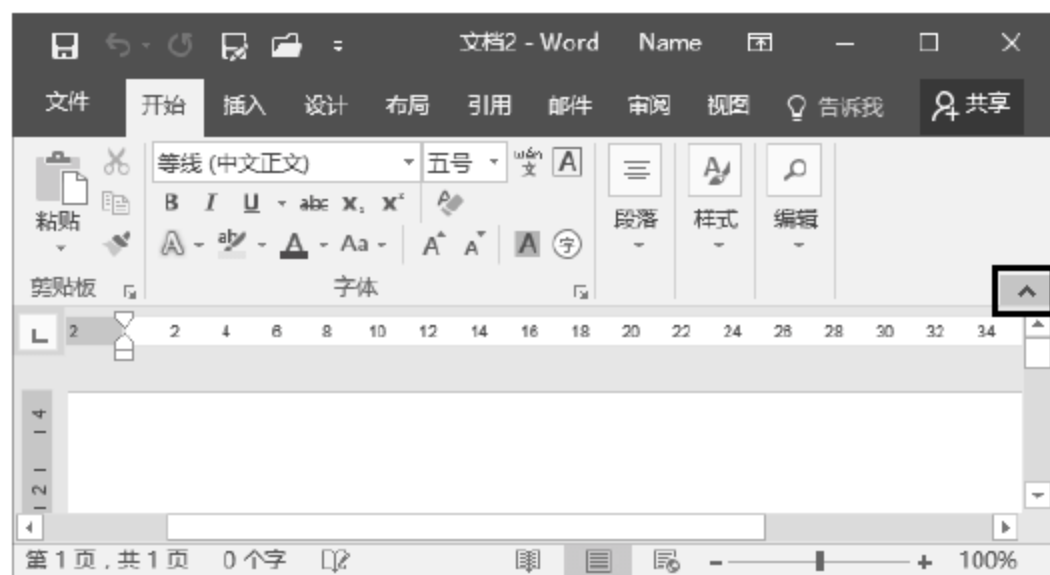 文档2 - Word Name
文件 开始 插入 设计 布局 引用 邮件 审阅 视图 告诉我 共享
等线 (中文正文) 五号 wén 文 A
B I U abc X₂ X² 
粘贴 段落 样式 编辑
A aby A Aa A A A 字
剪贴板 字体
L 2 2 4 6 8 10 12 14 16 18 20 22 24 26 28 30 32 34
4
2
第1页,共1页 0个字 100%